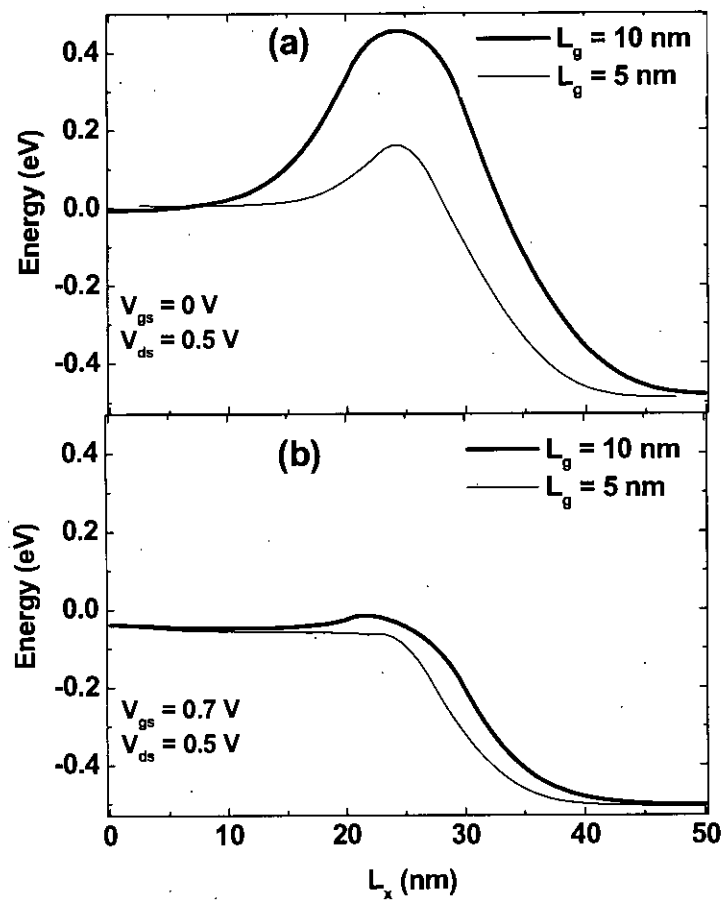 (a)
L_g = 10 nm
L_g = 5 nm
0.4
0.2
0.0
-0.2
-0.4
Energy (eV)
V_gs = 0 V
V_ds = 0.5 V
(b)
L_g = 10 nm
L_g = 5 nm
0.4
0.2
0.0
-0.2
-0.4
Energy (eV)
V_gs = 0.7 V
V_ds = 0.5 V
0 10 20 30 40 50
L_x (nm)